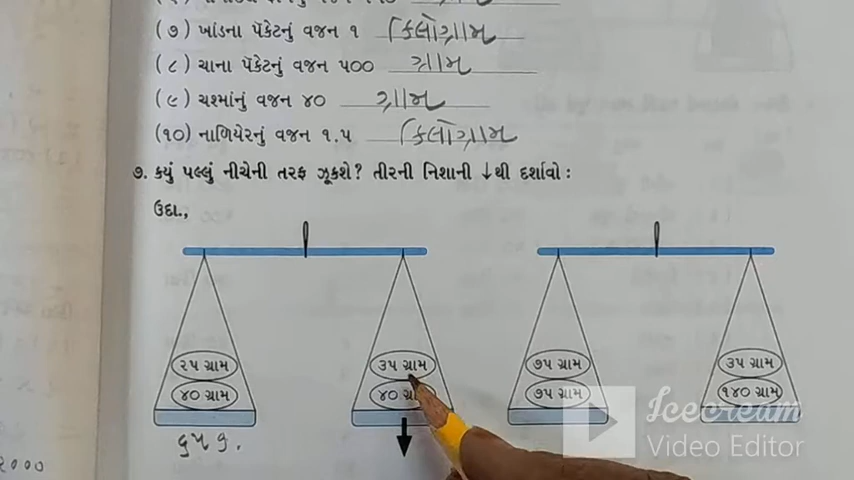 (૭) ખાંડના પૅકેટનું વજન ૧ કિલોગ્રામ
(૮) ચાના પૅકેટનું વજન ૫૦૦ ગ્રામ
(૯) ચશ્માંનું વજન ૪૦ ગ્રામ
(૧૦) નાળિયેરનું વજન ૧.૫ કિલોગ્રામ
૭. કયું પલ્લું નીચેની તરફ ઝૂકશે? તીરની નિશાની ↓થી દર્શાવો :
ઉદા.,
૨૫ ગ્રામ ૩૫ ગ્રામ ૭૫ ગ્રામ ૩૫ ગ્રામ
૪૦ ગ્રામ ૪૦ ૭૫ ગ્રામ ૧૪૦ ગ્રામ
૬૫ ગ્રા.
Icecream
Video Editor